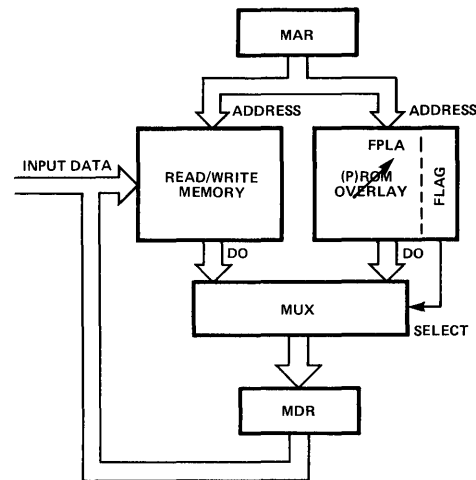 MAR
ADDRESS
ADDRESS
INPUT DATA
READ/WRITE
MEMORY
FPLA
(P)ROM
OVERLAY
FLAG
DO
DO
MUX
SELECT
MDR